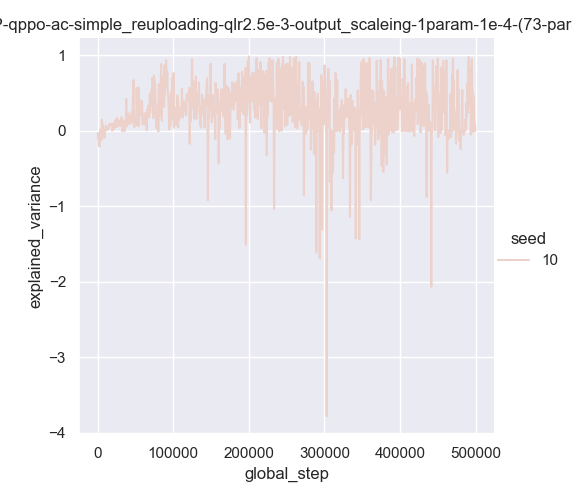 P-qppo-ac-simple_reuploading-qlr2.5e-3-output_scaleing-1param-1e-4-(73-par
1
0
−1
−2
−3
−4
explained_variance
0 100000 200000 300000 400000 500000
global_step
seed
10